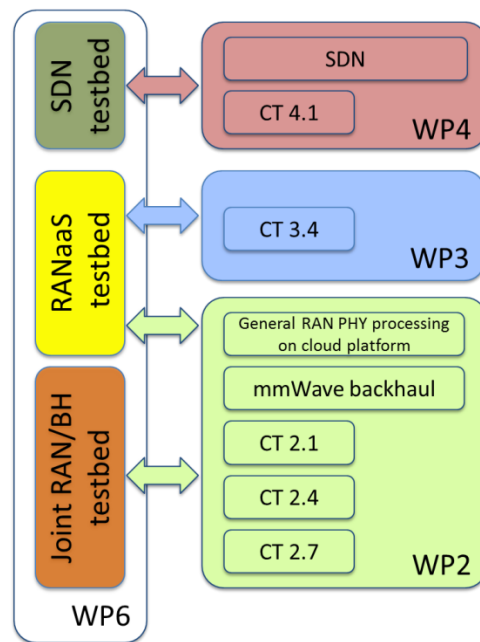 SDN
testbed
SDN
CT 4.1
WP4
RANaaS
testbed
CT 3.4
WP3
General RAN PHY processing
on cloud platform
mmWave backhaul
Joint RAN/BH
testbed
CT 2.1
CT 2.4
CT 2.7
WP2
WP6